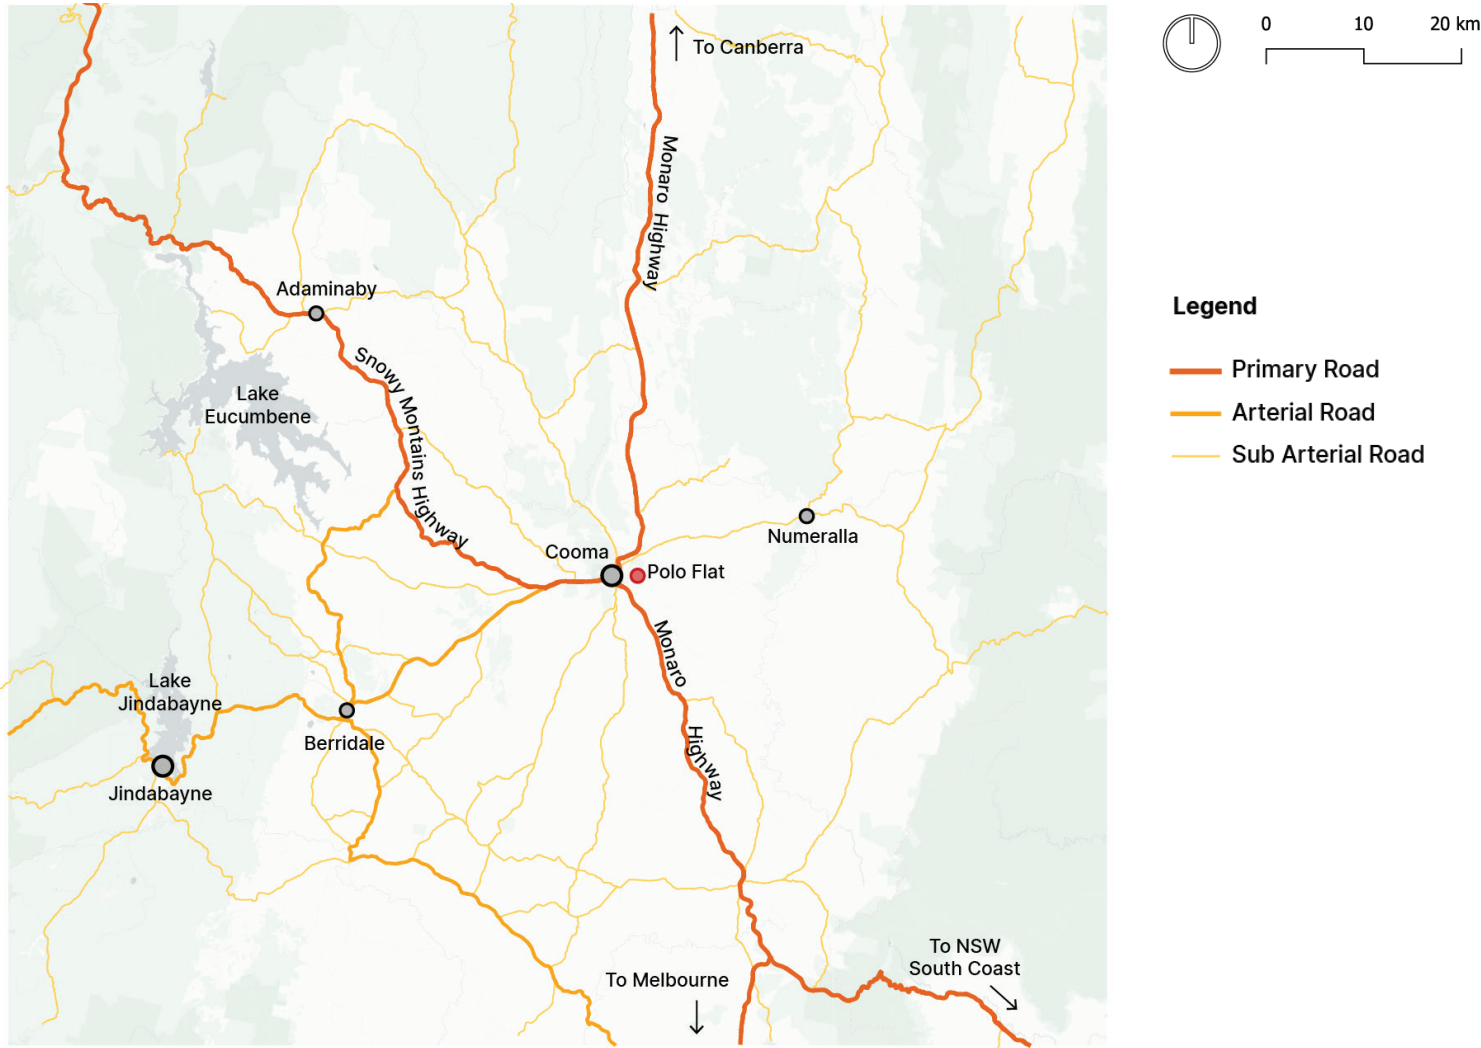 0 10 20 km
To Canberra
Monaro Highway
Adaminaby
Snowy Montains Highway
Lake
Eucumbene
Legend
Primary Road
Arterial Road
Sub Arterial Road
Numeralla
Cooma
Polo Flat
Monaro
Highway
Lake
Jindabayne
Berridale
Jindabayne
To NSW
South Coast
To Melbourne